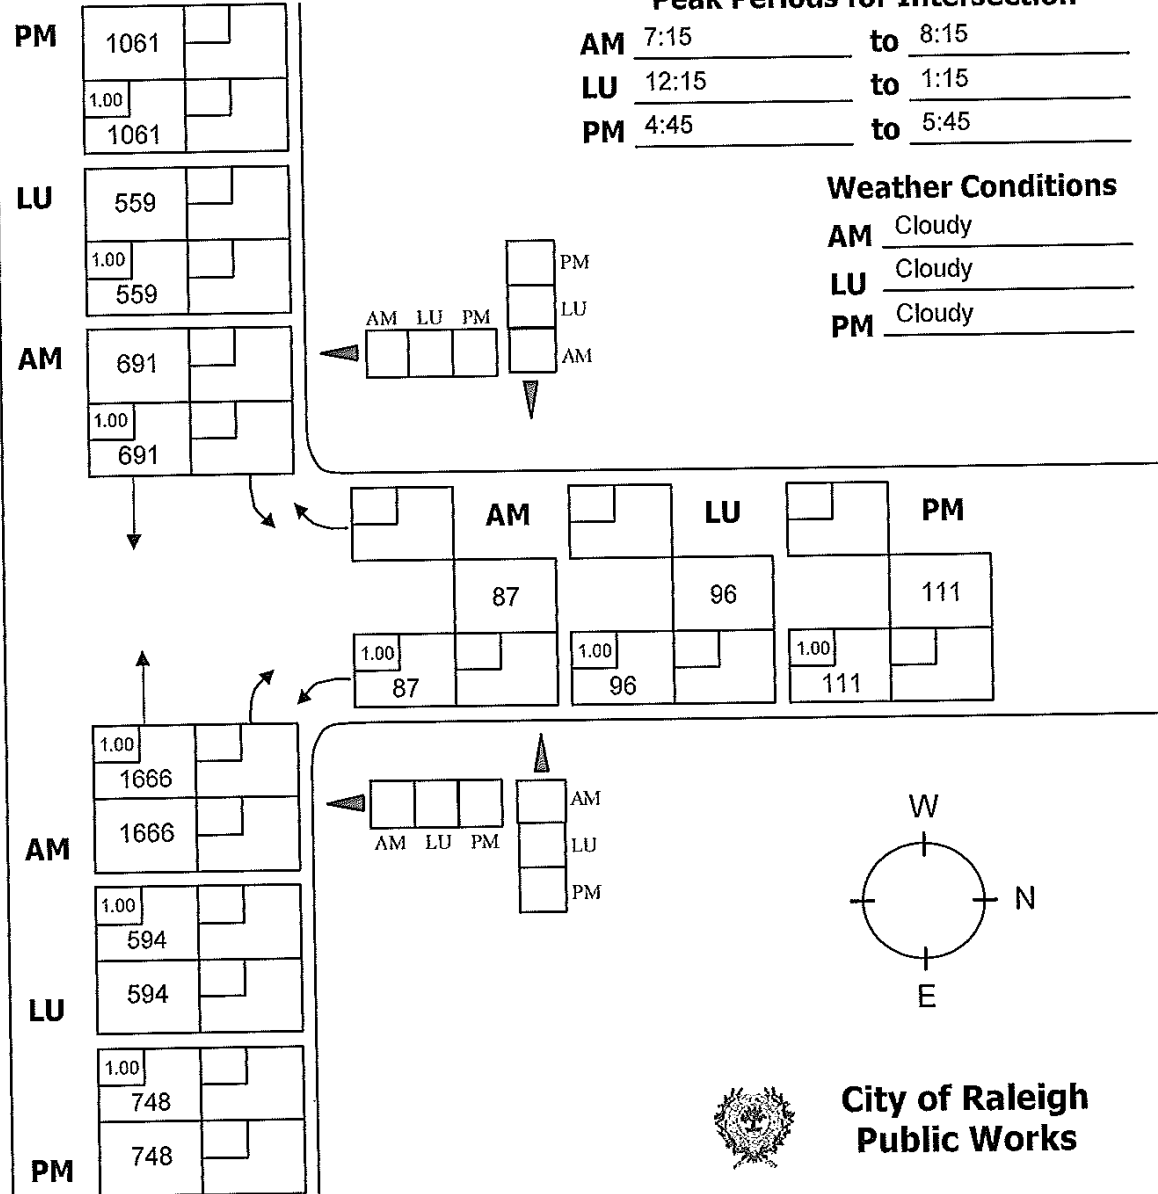 Peak Periods for Intersection
AM 7:15 to 8:15
LU 12:15 to 1:15
PM 4:45 to 5:45
Weather Conditions
AM Cloudy
LU Cloudy
PM Cloudy
PM
1061
1.00
1061
LU
559
1.00
559
AM
691
1.00
691
PM
LU
AM
AM LU PM
AM LU PM
87 96 111
1.00 1.00 1.00
87 96 111
1.00
1666
1666
AM
1.00
594
594
LU
1.00
748
748
PM
AM LU PM
AM
LU
PM
W
N
E
City of Raleigh
Public Works